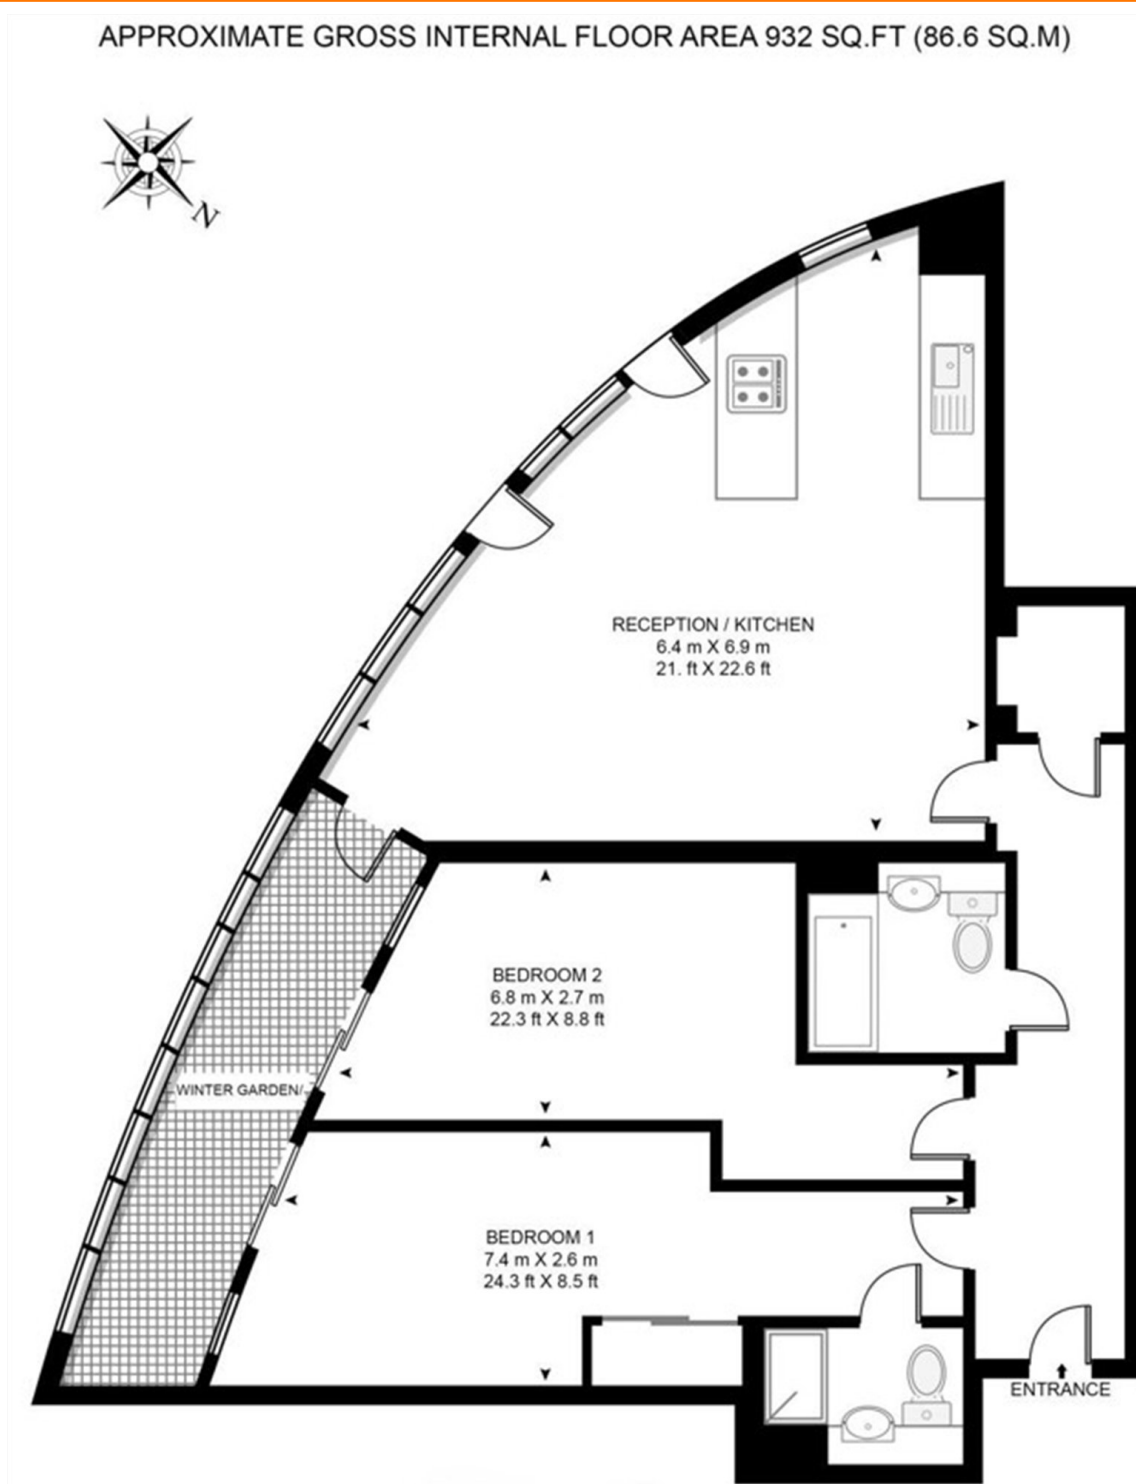 APPROXIMATE GROSS INTERNAL FLOOR AREA 932 SQ.FT (86.6 SQ.M)
N
RECEPTION / KITCHEN
6.4 m X 6.9 m
21. ft X 22.6 ft
BEDROOM 2
6.8 m X 2.7 m
22.3 ft X 8.8 ft
WINTER GARDEN/
BEDROOM 1
7.4 m X 2.6 m
24.3 ft X 8.5 ft
ENTRANCE